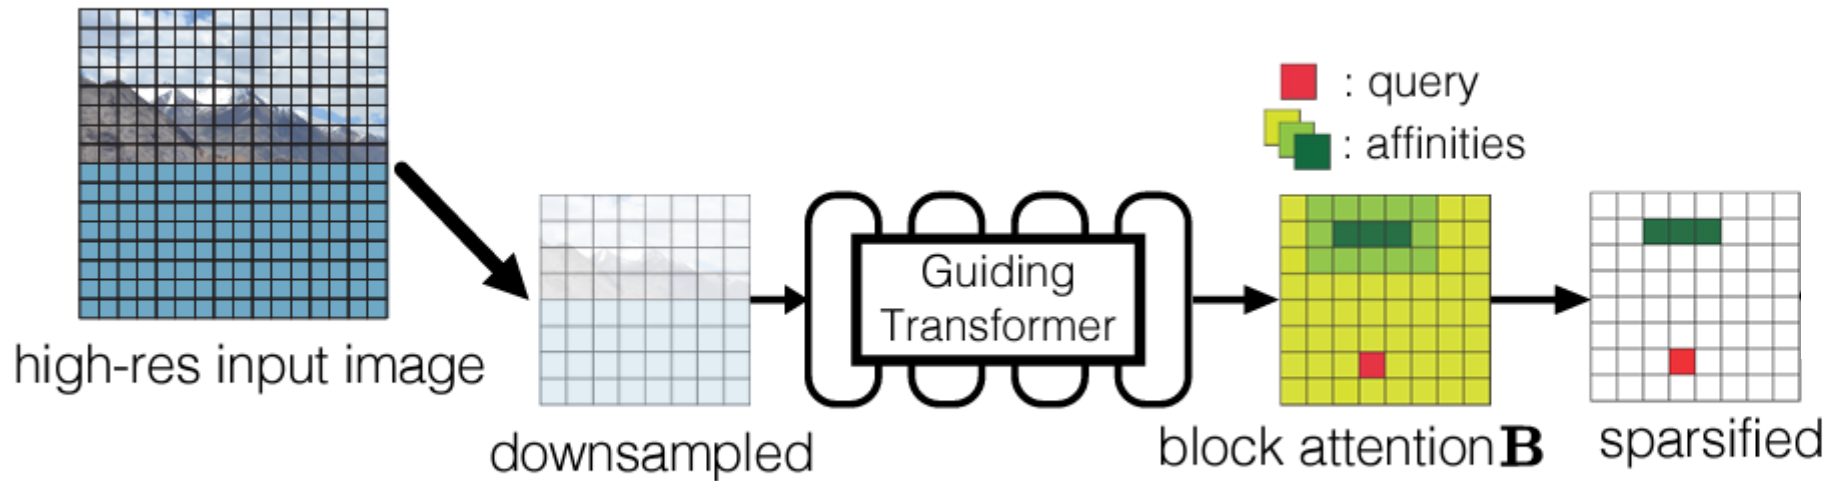 : query
: affinities
Guiding
Transformer
high-res input image
downsampled
block attention B
sparsified